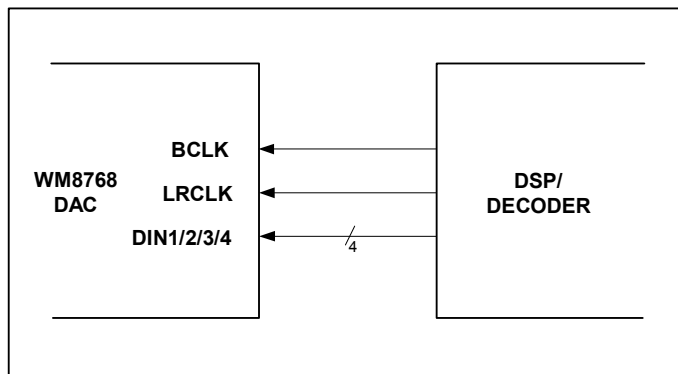 BCLK
WM8768
DAC
LRCLK
DIN1/2/3/4
4
DSP/
DECODER